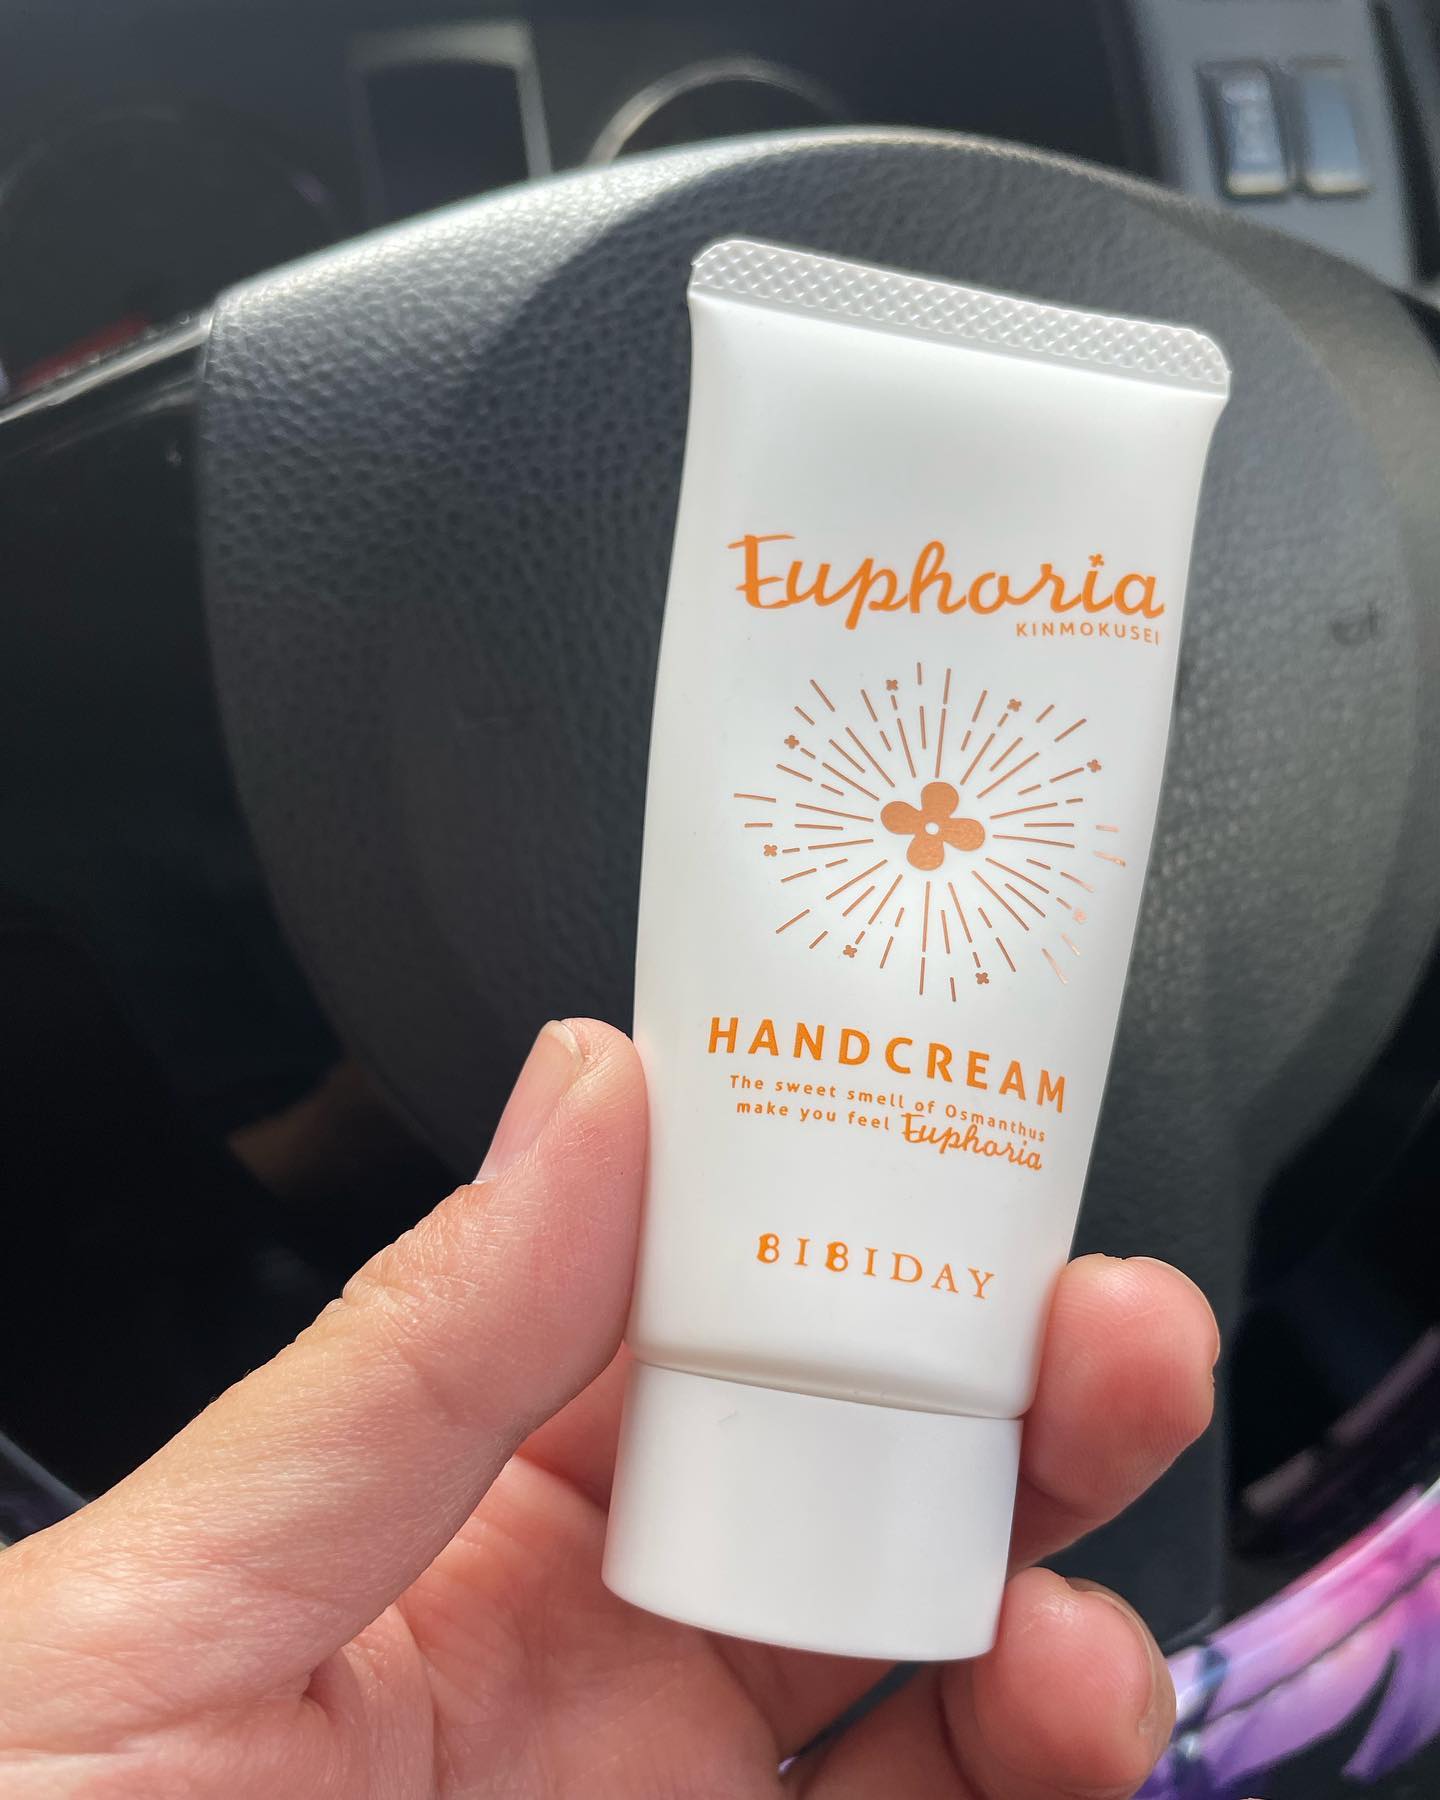 Euphoria
KINMOKUSEI
HANDCREAM
The sweet smell of Osmanthus
make you feel Euphoria
BIBIDAY